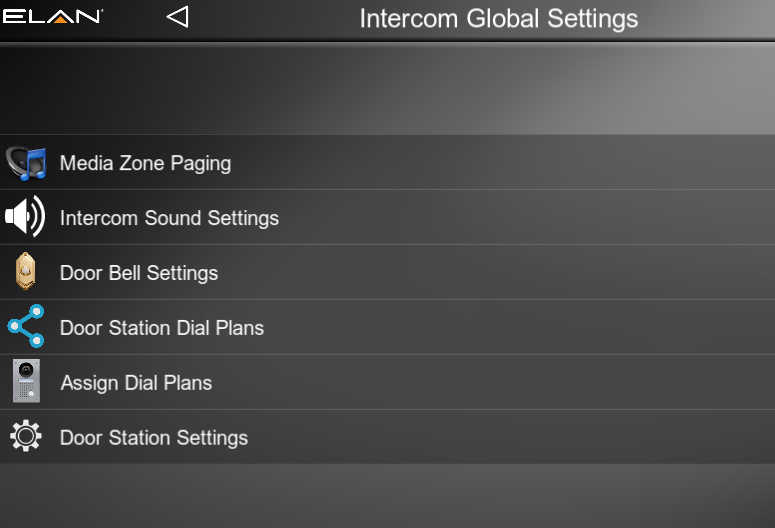 ELAN
Intercom Global Settings
Media Zone Paging
Intercom Sound Settings
Door Bell Settings
Door Station Dial Plans
Assign Dial Plans
Door Station Settings